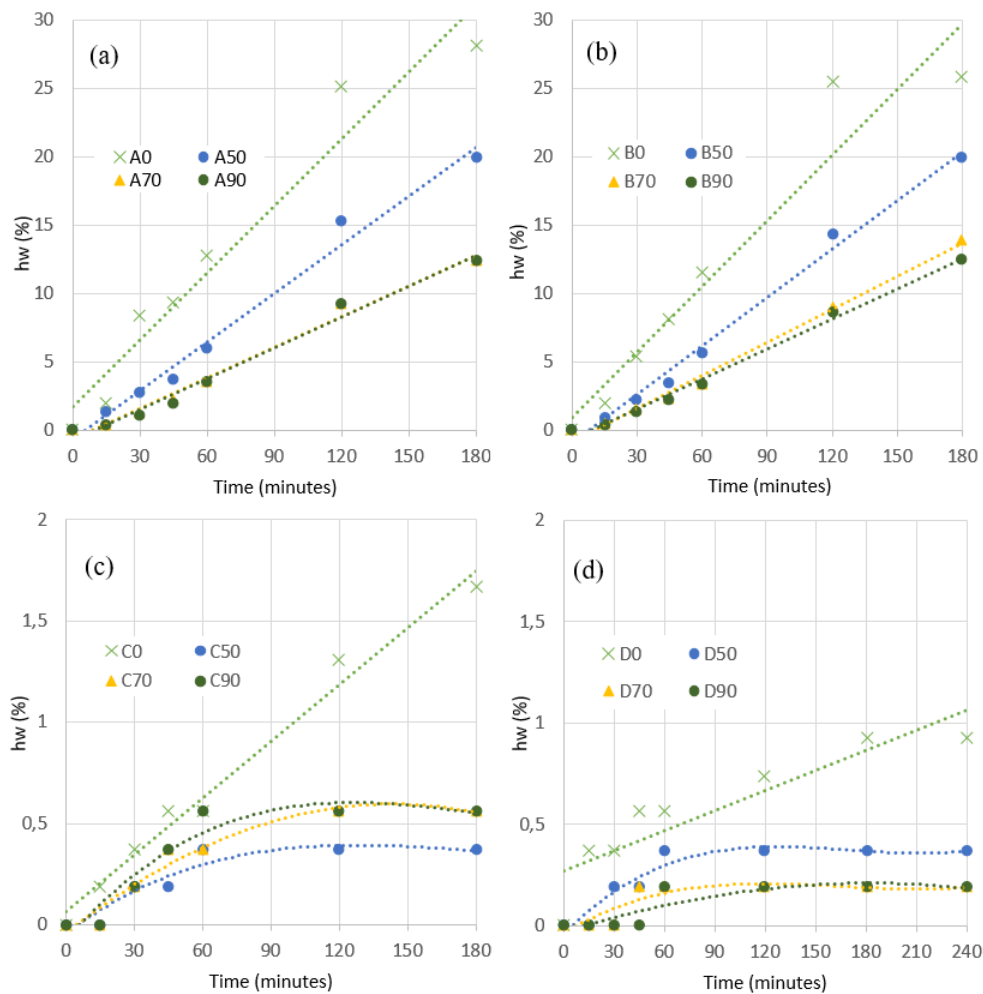 (a)
hw (%)
30
25
20
15
10
5
0
A0 A50
A70 A90
0 30 60 90 120 150 180
Time (minutes)
(b)
hw (%)
30
25
20
15
10
5
0
B0 B50
B70 B90
0 30 60 90 120 150 180
Time (minutes)
(c)
hw (%)
2
1,5
1
0,5
0
C0 C50
C70 C90
0 30 60 90 120 150 180
Time (minutes)
(d)
hw (%)
2
1,5
1
0,5
0
D0 D50
D70 D90
0 30 60 90 120 150 180 210 240
Time (minutes)